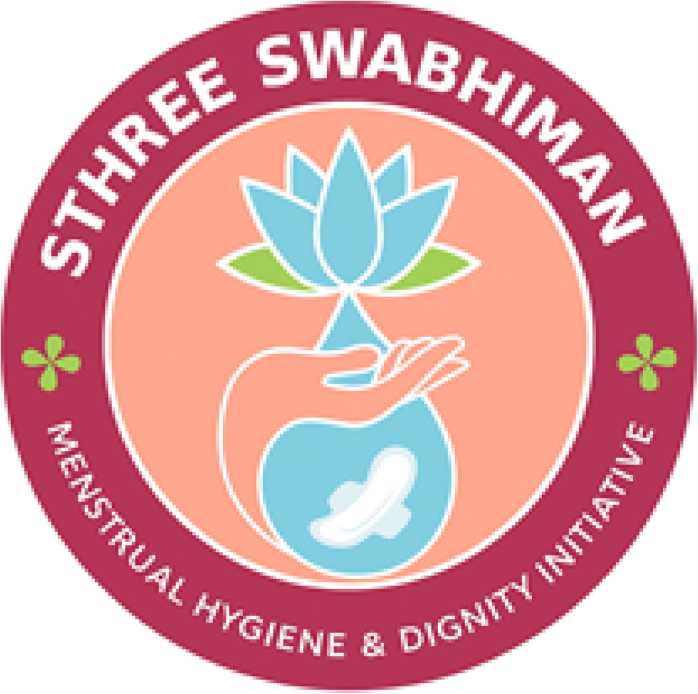 STHREE SWABHIMAN
MENSTRUAL HYGIENE & DIGNITY INITIATIVE